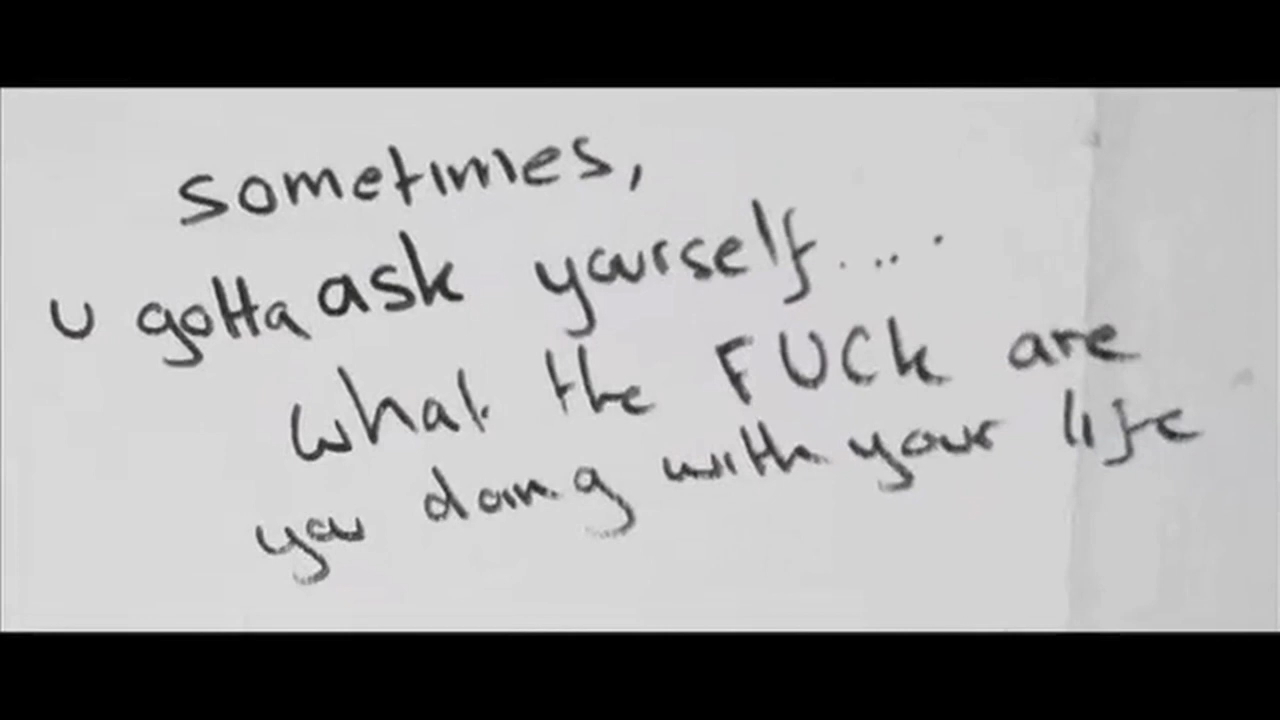 sometimes,
u gotta ask yourself....
what the FUCK are
you doing with your life